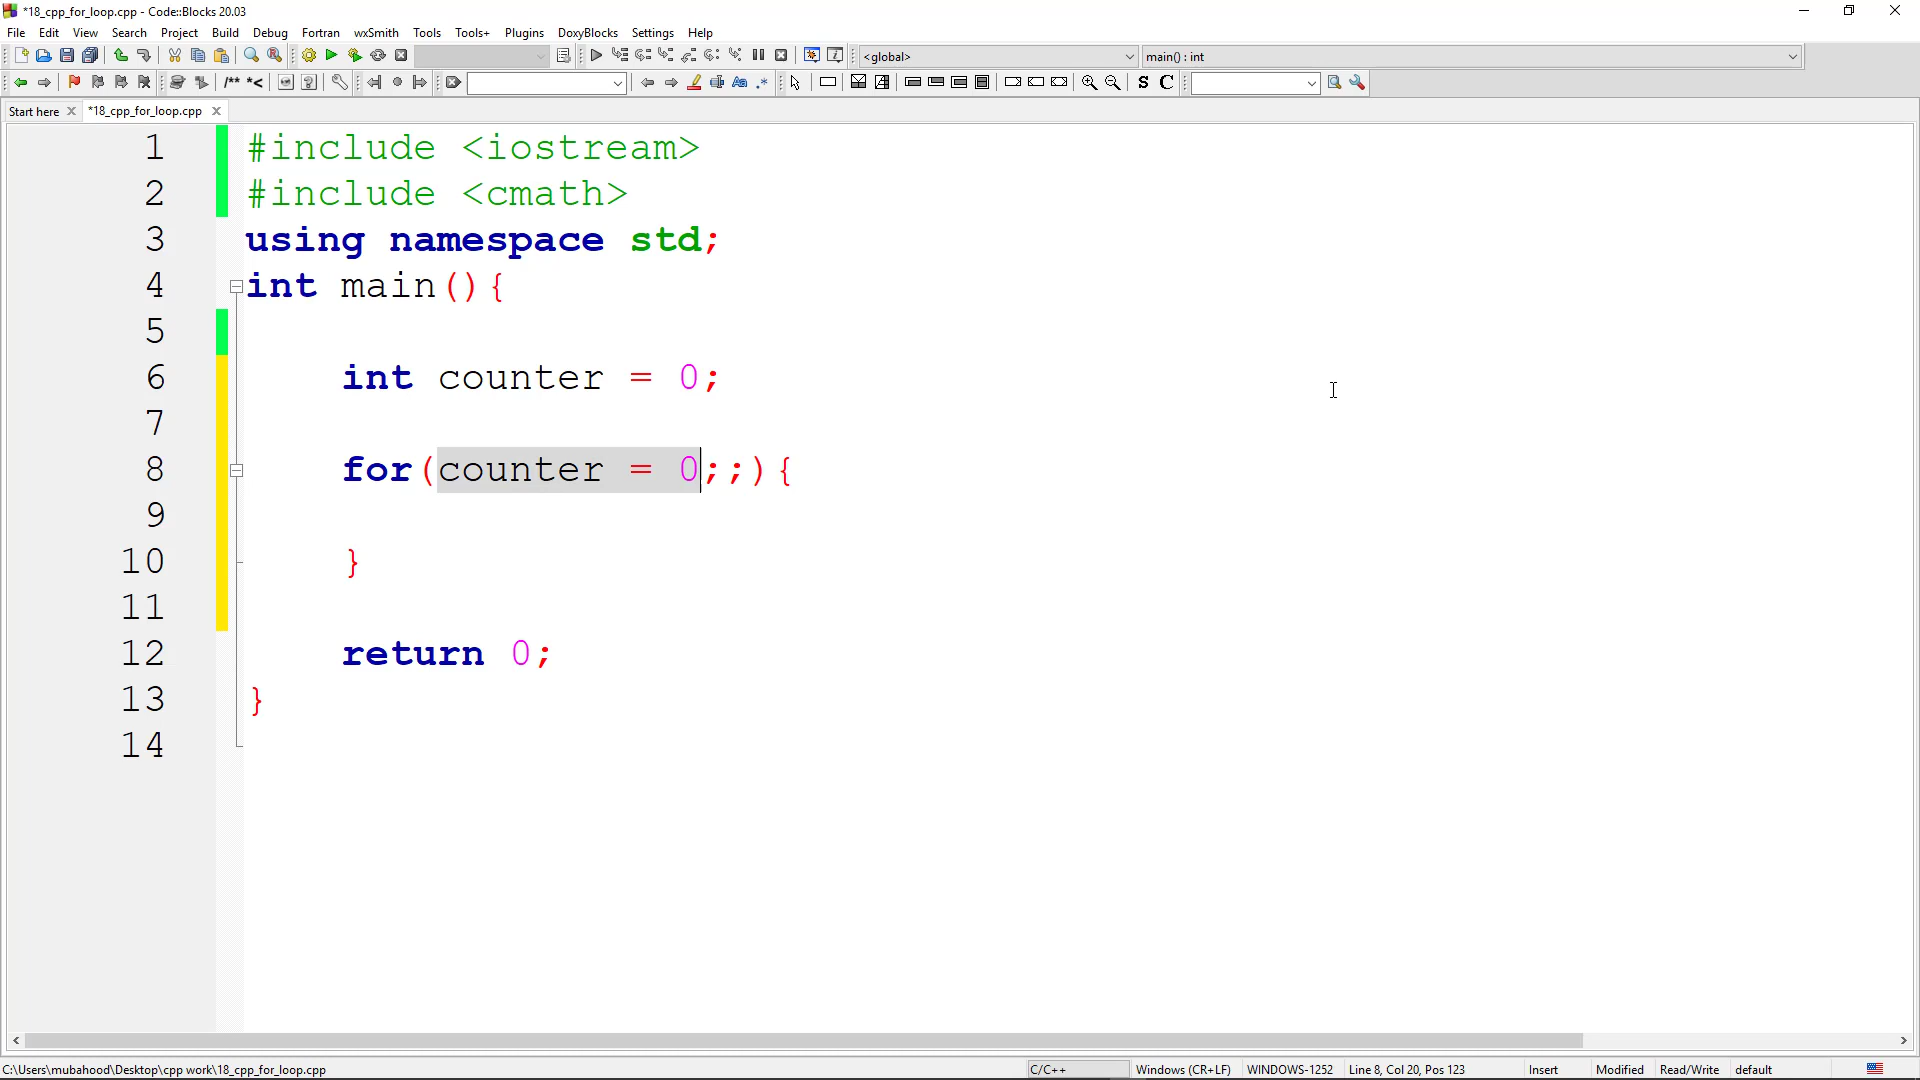 *18_cpp_for_loop.cpp - Code::Blocks 20.03
File Edit View Search Project Build Debug Fortran wxSmith Tools Tools+ Plugins DoxyBlocks Settings Help
<global> main() : int
/** *< Aa .* S C
Start here *18_cpp_for_loop.cpp
1 #include <iostream>
2 #include <cmath>
3 using namespace std;
4 int main(){
5
6 int counter = 0;
7
8 for(counter = 0;;){
9
10 }
11
12 return 0;
13 }
14
C:\Users\mubahood\Desktop\cpp work\18_cpp_for_loop.cpp C/C++ Windows (CR+LF) WINDOWS-1252 Line 8, Col 20, Pos 123 Insert Modified Read/Write default